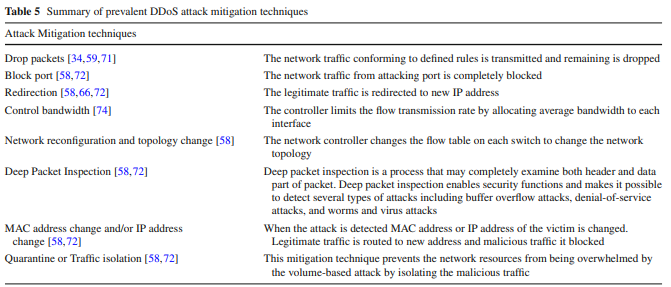 Table 5 Summary of prevalent DDoS attack mitigation techniques
Attack Mitigation techniques
Drop packets [34,59,71] The network traffic conforming to defined rules is transmitted and remaining is dropped
Block port [58,72] The network traffic from attacking port is completely blocked
Redirection [58,66,72] The legitimate traffic is redirected to new IP address
Control bandwidth [74] The controller limits the flow transmission rate by allocating average bandwidth to each
interface
Network reconfiguration and topology change [58] The network controller changes the flow table on each switch to change the network
topology
Deep Packet Inspection [58,72] Deep packet inspection is a process that may completely examine both header and data
part of packet. Deep packet inspection enables security functions and makes it possible
to detect several types of attacks including buffer overflow attacks, denial-of-service
attacks, and worms and virus attacks
MAC address change and/or IP address When the attack is detected MAC address or IP address of the victim is changed.
change [58,72] Legitimate traffic is routed to new address and malicious traffic it blocked
Quarantine or Traffic isolation [58,72] This mitigation technique prevents the network resources from being overwhelmed by
the volume-based attack by isolating the malicious traffic